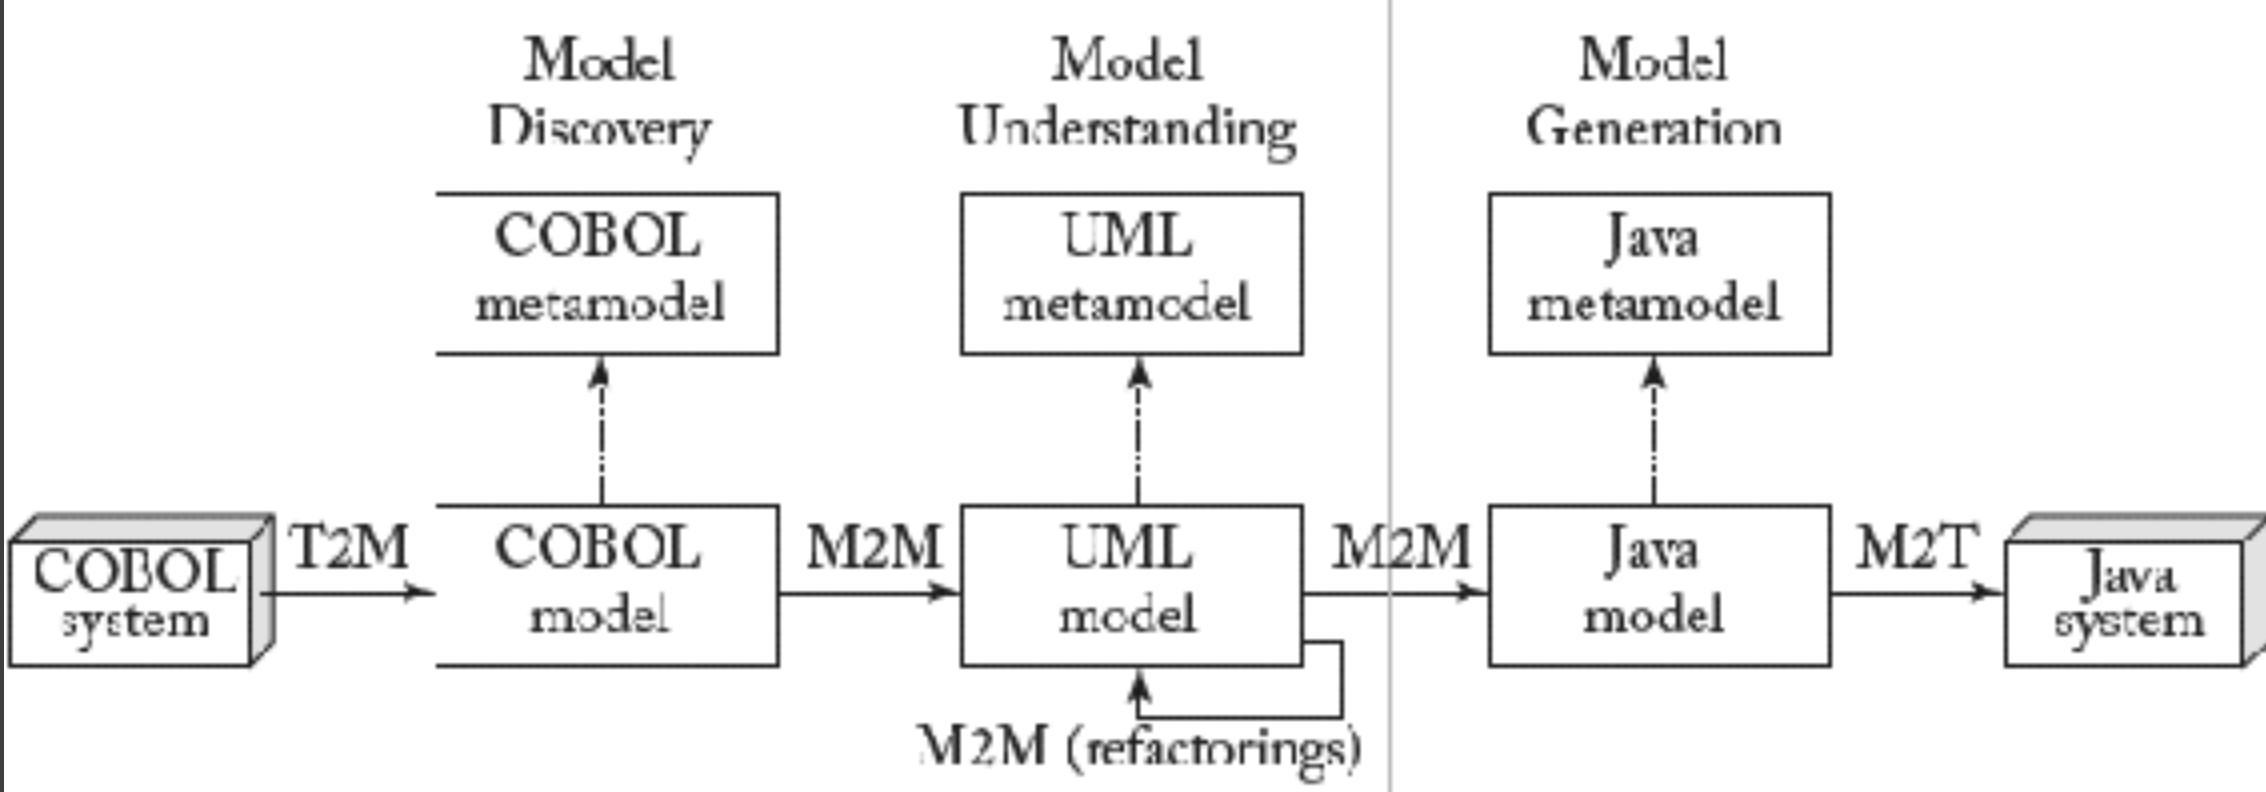 Model
Discovery
Model
Understanding
Model
Generation
COBOL
metamodel
UML
metamodel
Java
metamodel
COBOL
system
T2M
COBOL
model
M2M
UML
model
M2M
Java
model
M2T
Java
system
M2M (refactorings)